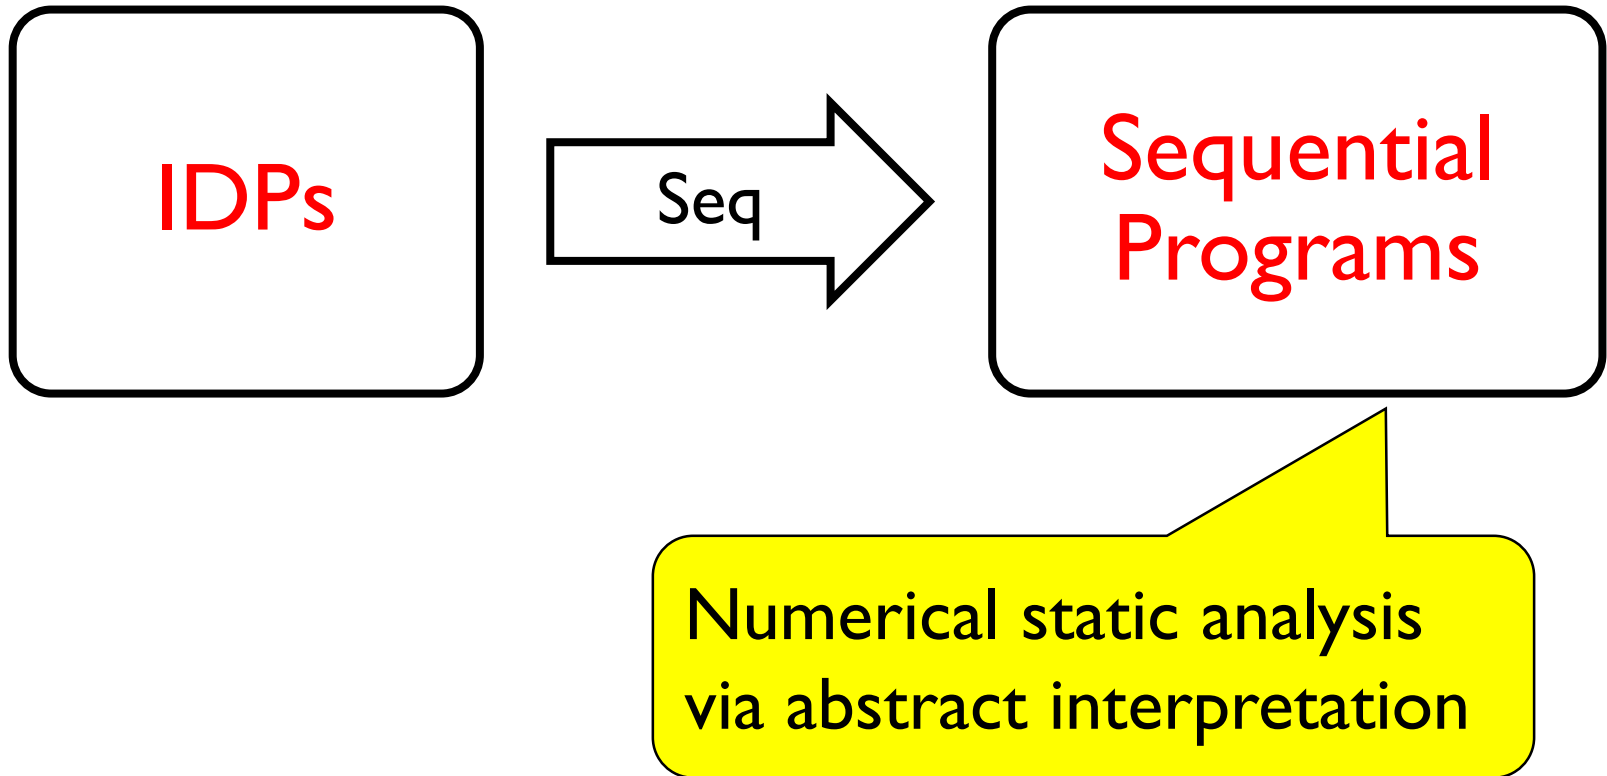 IDPs
Seq
Sequential
Programs
Numerical static analysis
via abstract interpretation